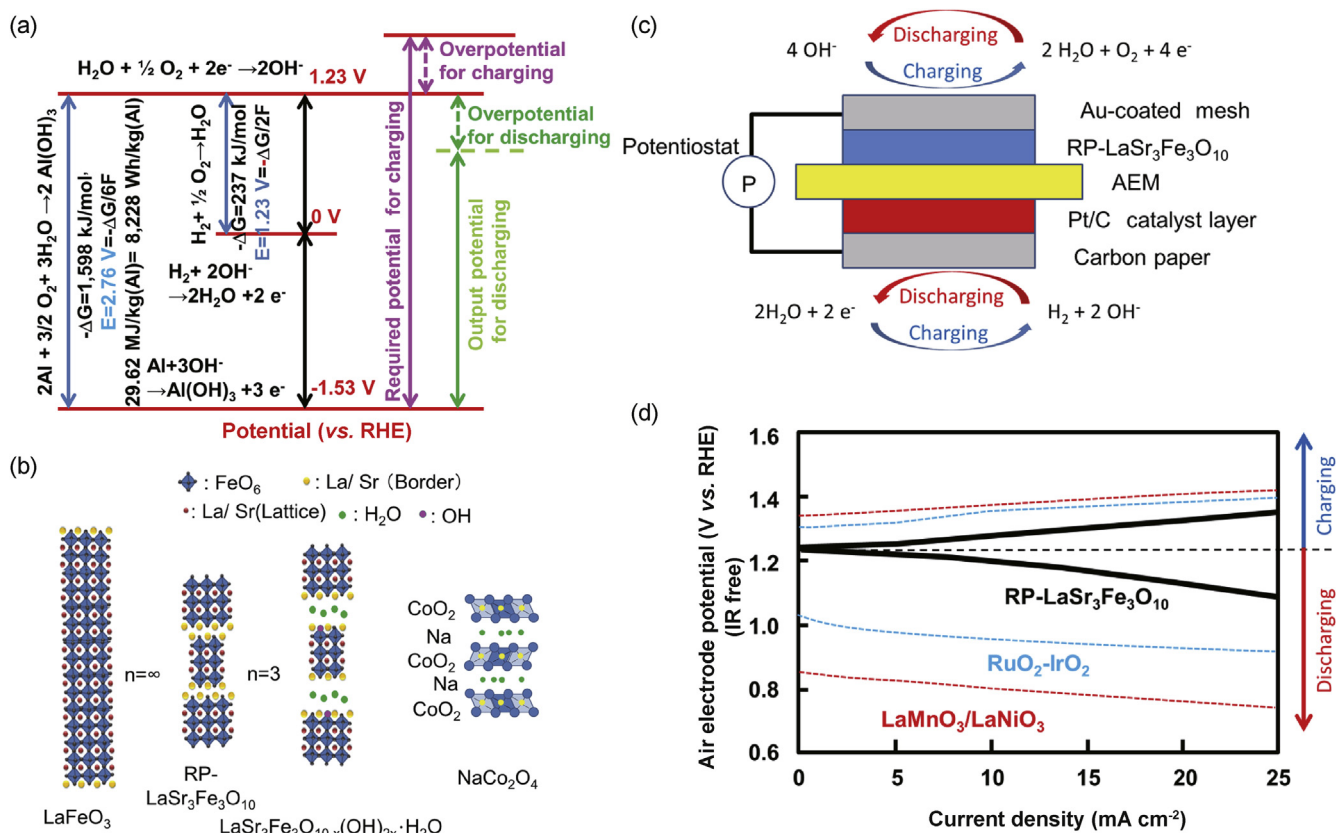 (a)
Overpotential
for charging
H₂O + ½ O₂ + 2e⁻ →2OH⁻
1.23 V
Overpotential
for discharging
2Al + 3/2 O₂+ 3H₂O →2 Al(OH)₃
-ΔG=1,598 kJ/mol,
E=2.76 V=-ΔG/6F
29.62 MJ/kg(Al)= 8,228 Wh/kg(Al)
H₂+ ½ O₂→H₂O
-ΔG=237 kJ/mol
E=1.23 V=-ΔG/2F
0 V
H₂+ 2OH⁻
→2H₂O +2 e⁻
Al+3OH⁻
→Al(OH)₃ +3 e⁻
-1.53 V
Required potential for charging
Output potential
for discharging
Potential (vs. RHE)
(b)
: FeO₆
: La/ Sr (Border)
: La/ Sr(Lattice)
: H₂O
: OH
n=∞
n=3
LaFeO₃
RP-
LaSr₃Fe₃O₁₀
LaSr₃Fe₃O₁₀₋ₓ(OH)₂ₓ·H₂O
CoO₂
Na
CoO₂
Na
CoO₂
NaCo₂O₄
(c)
Discharging
4 OH⁻
2 H₂O + O₂ + 4 e⁻
Charging
Potentiostat
P
Au-coated mesh
RP-LaSr₃Fe₃O₁₀
AEM
Pt/C catalyst layer
Carbon paper
Discharging
2H₂O + 2 e⁻
H₂ + 2 OH⁻
Charging
(d)
Air electrode potential (V vs. RHE)
(IR free)
1.6
1.4
1.2
1.0
0.8
0.6
RP-LaSr₃Fe₃O₁₀
RuO₂-IrO₂
LaMnO₃/LaNiO₃
Charging
Discharging
0
5
10
15
20
25
Current density (mA cm⁻²)